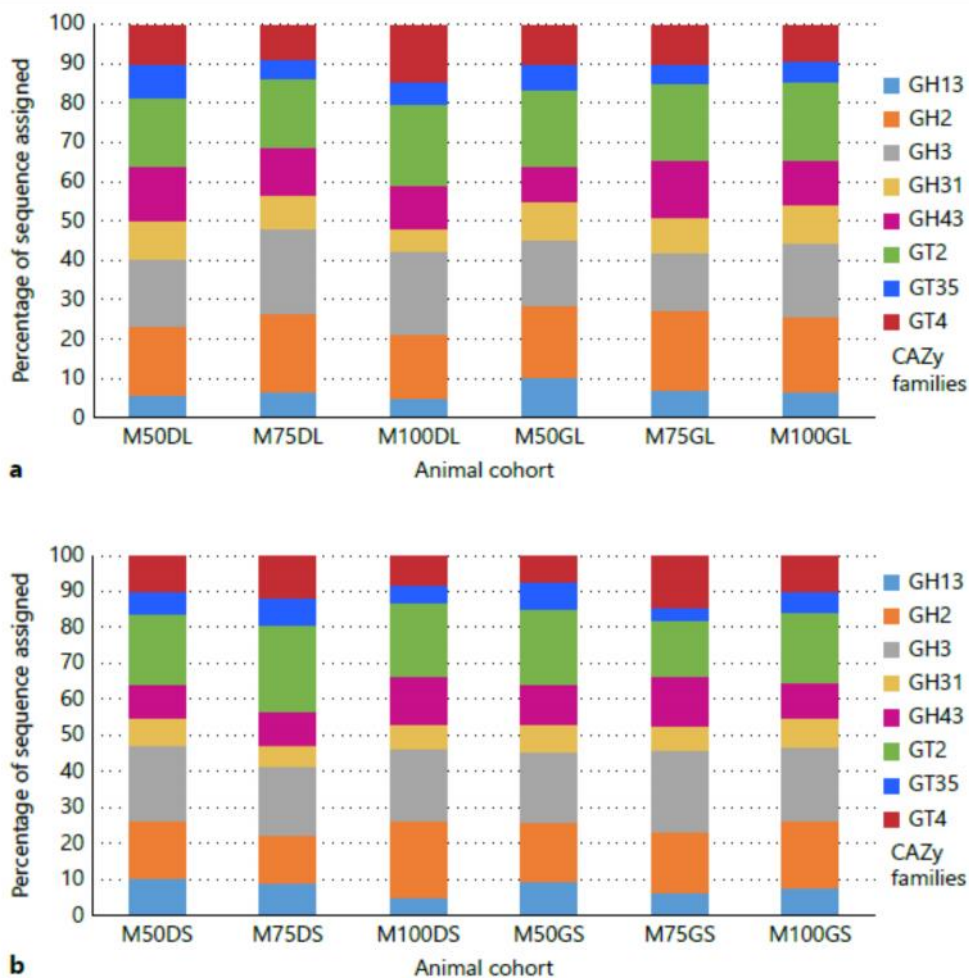 100
90
80
70
60
50
40
30
20
10
0
Percentage of sequence assigned
M50DL M75DL M100DL M50GL M75GL M100GL
Animal cohort
GH13
GH2
GH3
GH31
GH43
GT2
GT35
GT4
CAZy
families
a
100
90
80
70
60
50
40
30
20
10
0
Percentage of sequence assigned
M50DS M75DS M100DS M50GS M75GS M100GS
Animal cohort
GH13
GH2
GH3
GH31
GH43
GT2
GT35
GT4
CAZy
families
b